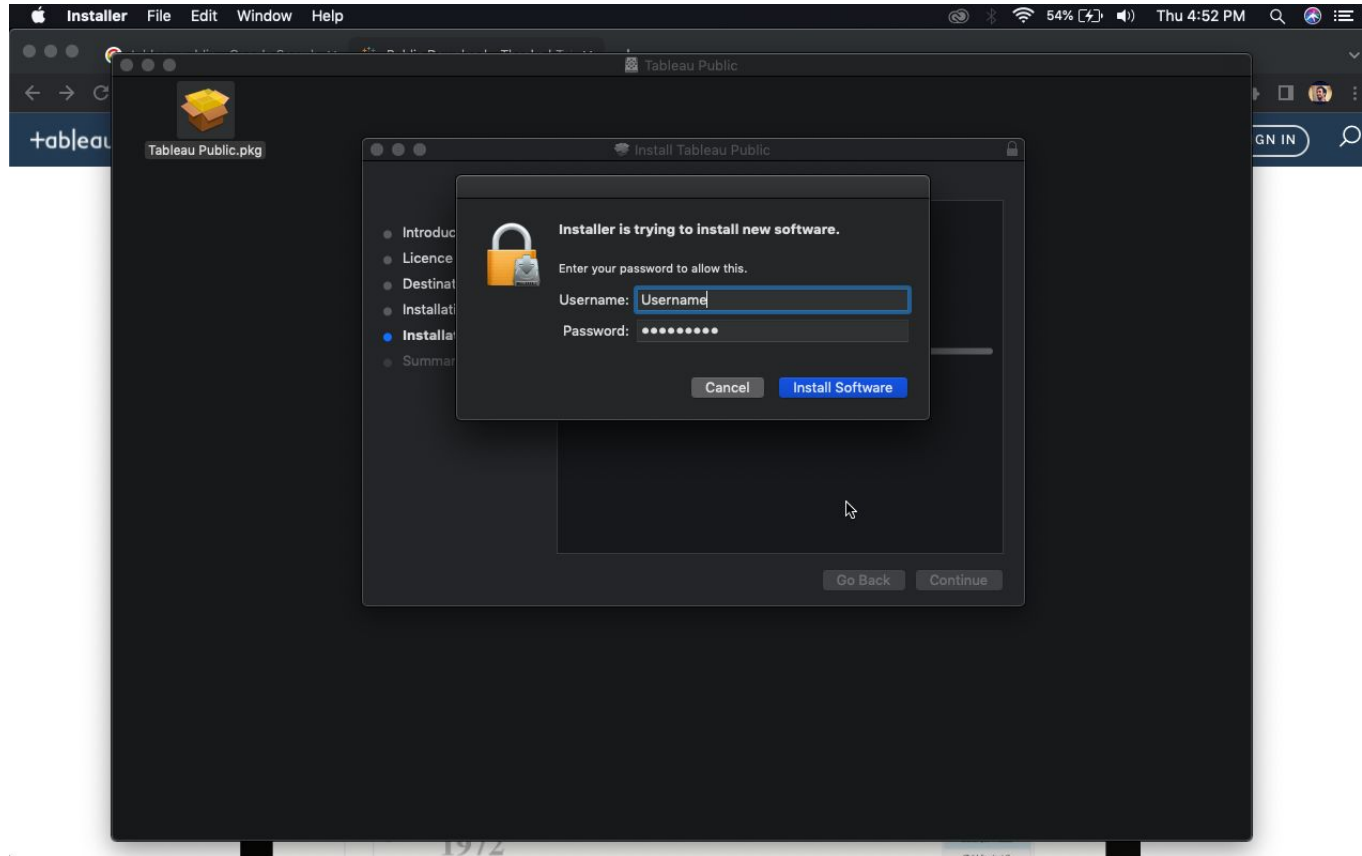 Installer File Edit Window Help 54% Thu 4:52 PM
Tableau Public
+ableau
GN IN
Tableau Public.pkg
Install Tableau Public
Installer is trying to install new software.
Introduc
Licence
Enter your password to allow this.
Destinat
Username: Username
Installati
Password: •••••••••
Installa
Summar
Cancel Install Software
Go Back Continue
1972